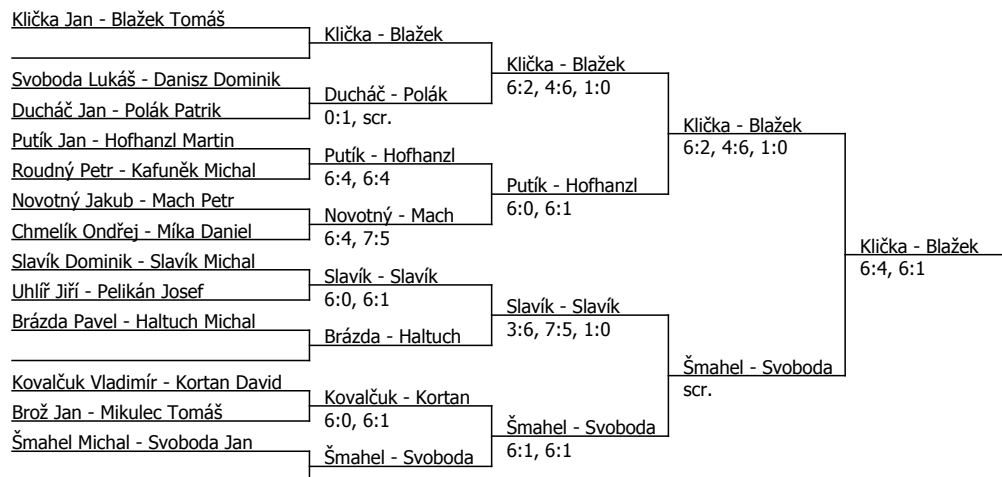 Klička Jan - Blažek Tomáš
Klička - Blažek
Klička - Blažek
6:2, 4:6, 1:0
Svoboda Lukáš - Danisz Dominik
Ducháč - Polák
0:1, scr.
Ducháč Jan - Polák Patrik
Klička - Blažek
6:2, 4:6, 1:0
Putík Jan - Hofhanzl Martin
Putík - Hofhanzl
6:4, 6:4
Roudný Petr - Kafuněk Michal
Putík - Hofhanzl
6:0, 6:1
Novotný Jakub - Mach Petr
Novotný - Mach
6:4, 7:5
Chmelík Ondřej - Míka Daniel
Klička - Blažek
6:4, 6:1
Slavík Dominik - Slavík Michal
Slavík - Slavík
6:0, 6:1
Uhlíř Jiří - Pelikán Josef
Slavík - Slavík
3:6, 7:5, 1:0
Brázda Pavel - Haltuch Michal
Brázda - Haltuch
Šmahel - Svoboda
scr.
Kovalčuk Vladimír - Kortan David
Kovalčuk - Kortan
6:0, 6:1
Brož Jan - Mikulec Tomáš
Šmahel - Svoboda
6:1, 6:1
Šmahel Michal - Svoboda Jan
Šmahel - Svoboda